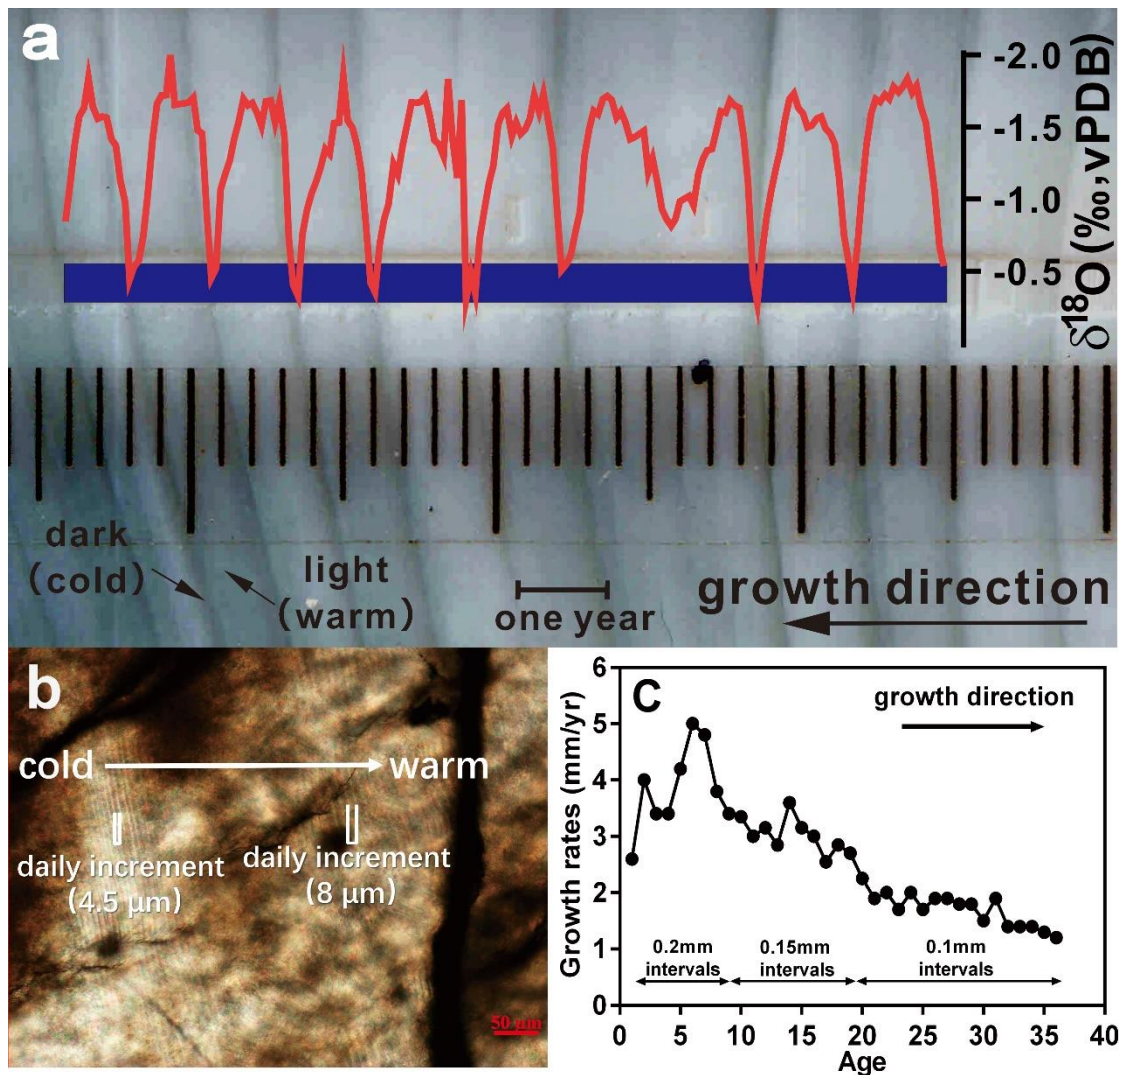 a
-2.0
-1.5
-1.0
-0.5
δ18O (‰,vPDB)
dark
(cold)
light
(warm)
one year
growth direction
b
cold
warm
daily increment
(4.5 μm)
daily increment
(8 μm)
50 μm
C
growth direction
6
5
4
3
2
1
0
Growth rates (mm/yr)
0.2mm
intervals
0.15mm
intervals
0.1mm
intervals
0 5 10 15 20 25 30 35 40
Age